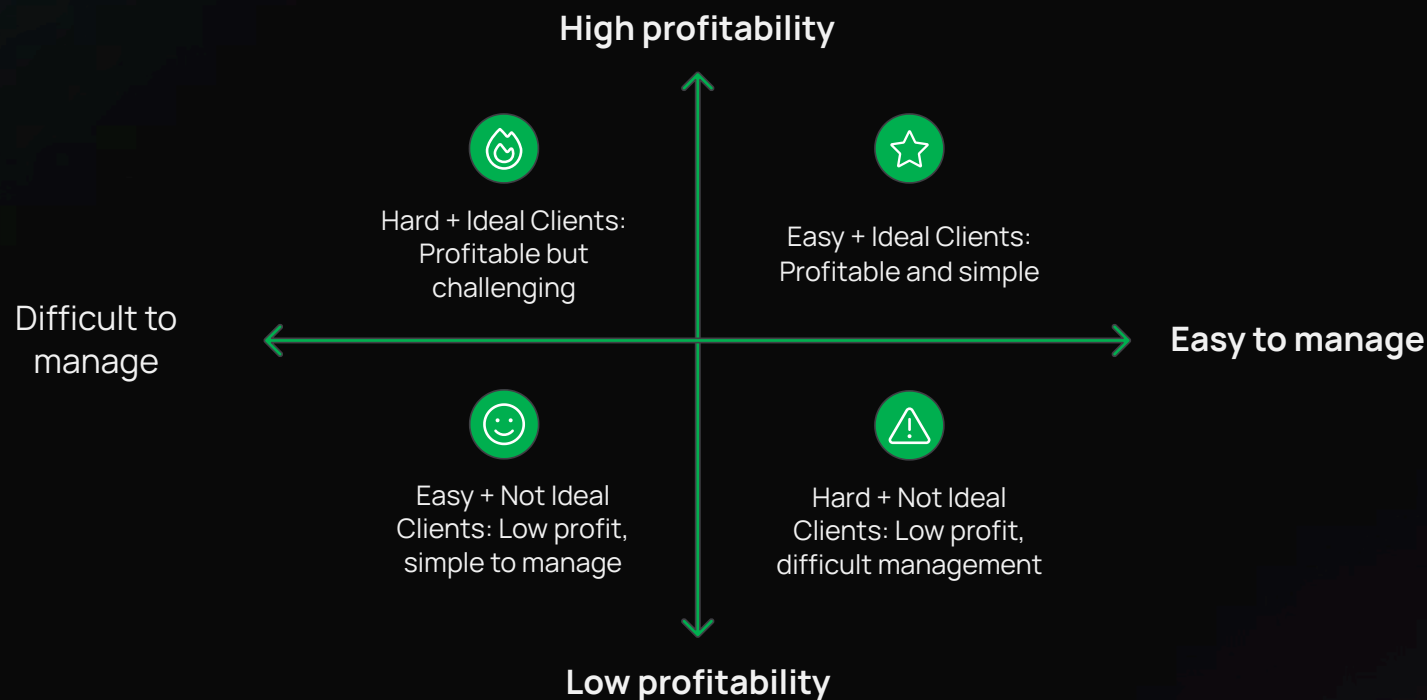 High profitability
Hard + Ideal Clients:
Profitable but
challenging
Easy + Ideal Clients:
Profitable and simple
Difficult to
manage
Easy to manage
Easy + Not Ideal
Clients: Low profit,
simple to manage
Hard + Not Ideal
Clients: Low profit,
difficult management
Low profitability